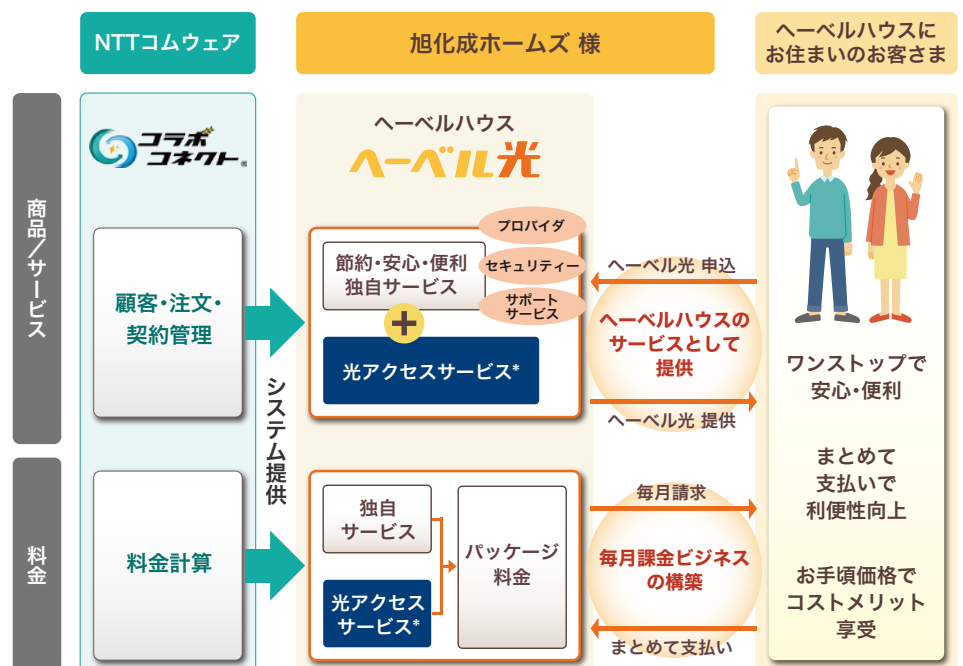 NTTコムウェア
旭化成ホームズ 様
ヘーベルハウスに
お住まいのお客さま
商品/サービス
コラボ
コネクト®
顧客・注文・
契約管理
システム提供
ヘーベルハウス
ヘーベル光
プロバイダ
セキュリティー
サポート
サービス
節約・安心・便利
独自サービス
+
光アクセスサービス*
ヘーベル光 申込
ヘーベルハウスの
サービスとして
提供
ヘーベル光 提供
ワンストップで
安心・便利
まとめて
支払いで
利便性向上
お手頃価格で
コストメリット
享受
料金
料金計算
独自
サービス
光アクセス
サービス*
パッケージ
料金
毎月請求
毎月課金ビジネス
の構築
まとめて支払い